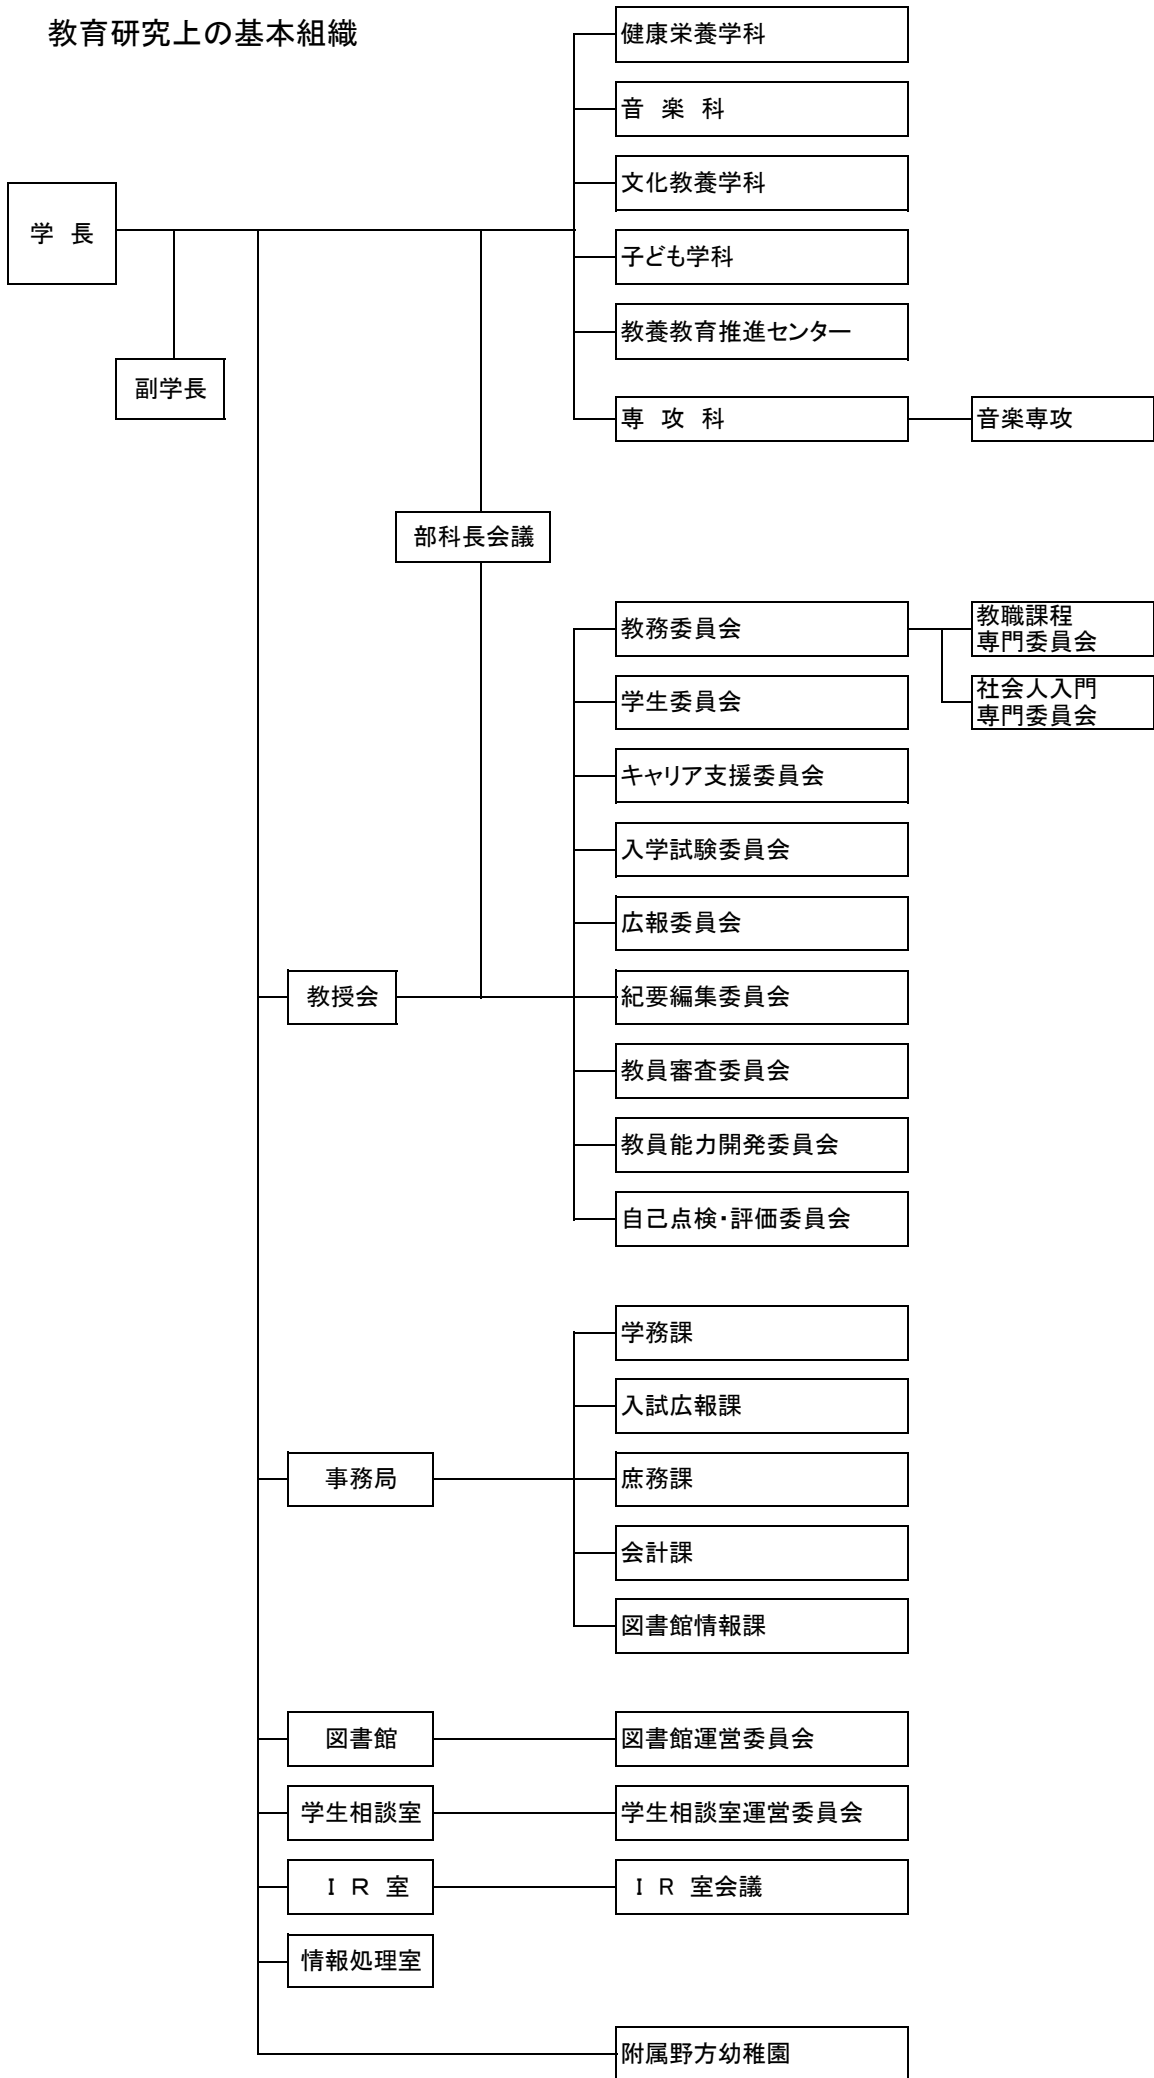 教育研究上の基本組織
健康栄養学科
音　楽　科
文化教養学科
学　長
子ども学科
教養教育推進センター
副学長
専　攻　科
音楽専攻
部科長会議
教務委員会
教職課程
専門委員会
学生委員会
社会人入門
専門委員会
キャリア支援委員会
入学試験委員会
広報委員会
教授会
紀要編集委員会
教員審査委員会
教員能力開発委員会
自己点検・評価委員会
学務課
入試広報課
事務局
庶務課
会計課
図書館情報課
図書館
図書館運営委員会
学生相談室
学生相談室運営委員会
Ｉ　Ｒ　室
Ｉ　Ｒ　室会議
情報処理室
附属野方幼稚園